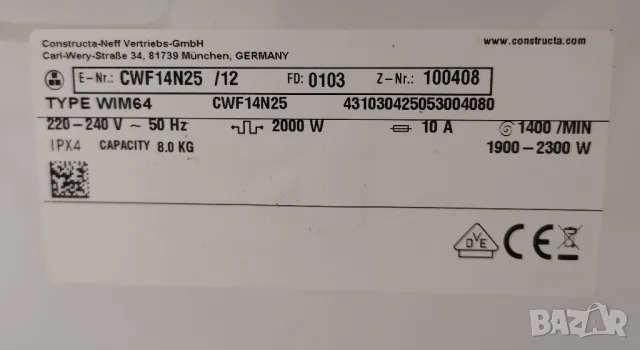 Constructa-Neff Vertriebs-GmbH www.constructa.com
Carl-Wery-Straße 34, 81739 München, GERMANY
E-Nr.: CWF14N25 /12 FD: 0103 Z-Nr.: 100408
TYPE WIM64 CWF14N25 431030425053004080
220-240 V ~ 50 Hz 2000 W 10 A 1400 /MIN
IPX4 CAPACITY 8.0 KG 1900-2300 W
DVE CE
BAZAR